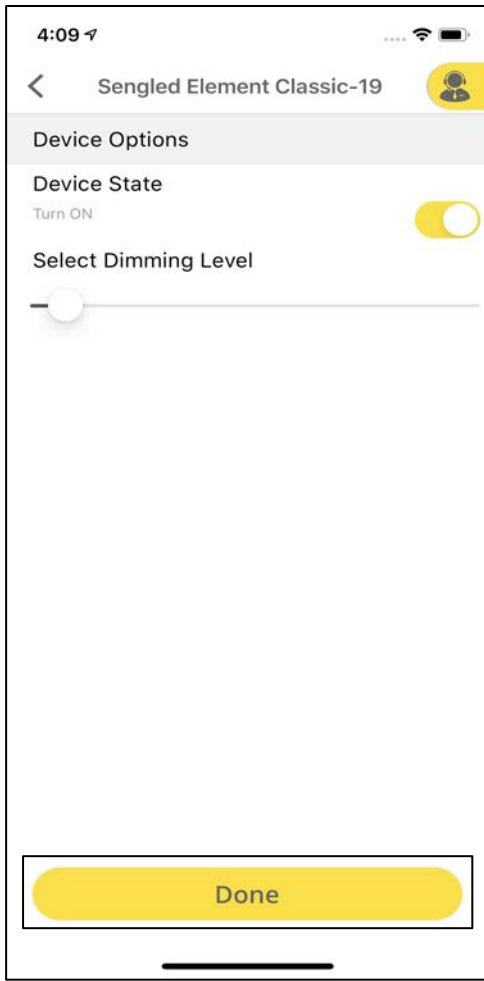 4:09
Sengled Element Classic-19
Device Options
Device State
Turn ON
Select Dimming Level
Done